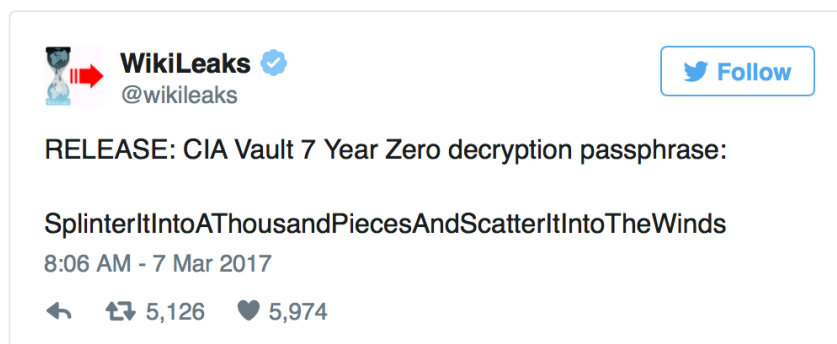 WikiLeaks
@wikileaks
Follow
RELEASE: CIA Vault 7 Year Zero decryption passphrase:
SplinterItIntoAThousandPiecesAndScatterItIntoTheWinds
8:06 AM - 7 Mar 2017
5,126 5,974